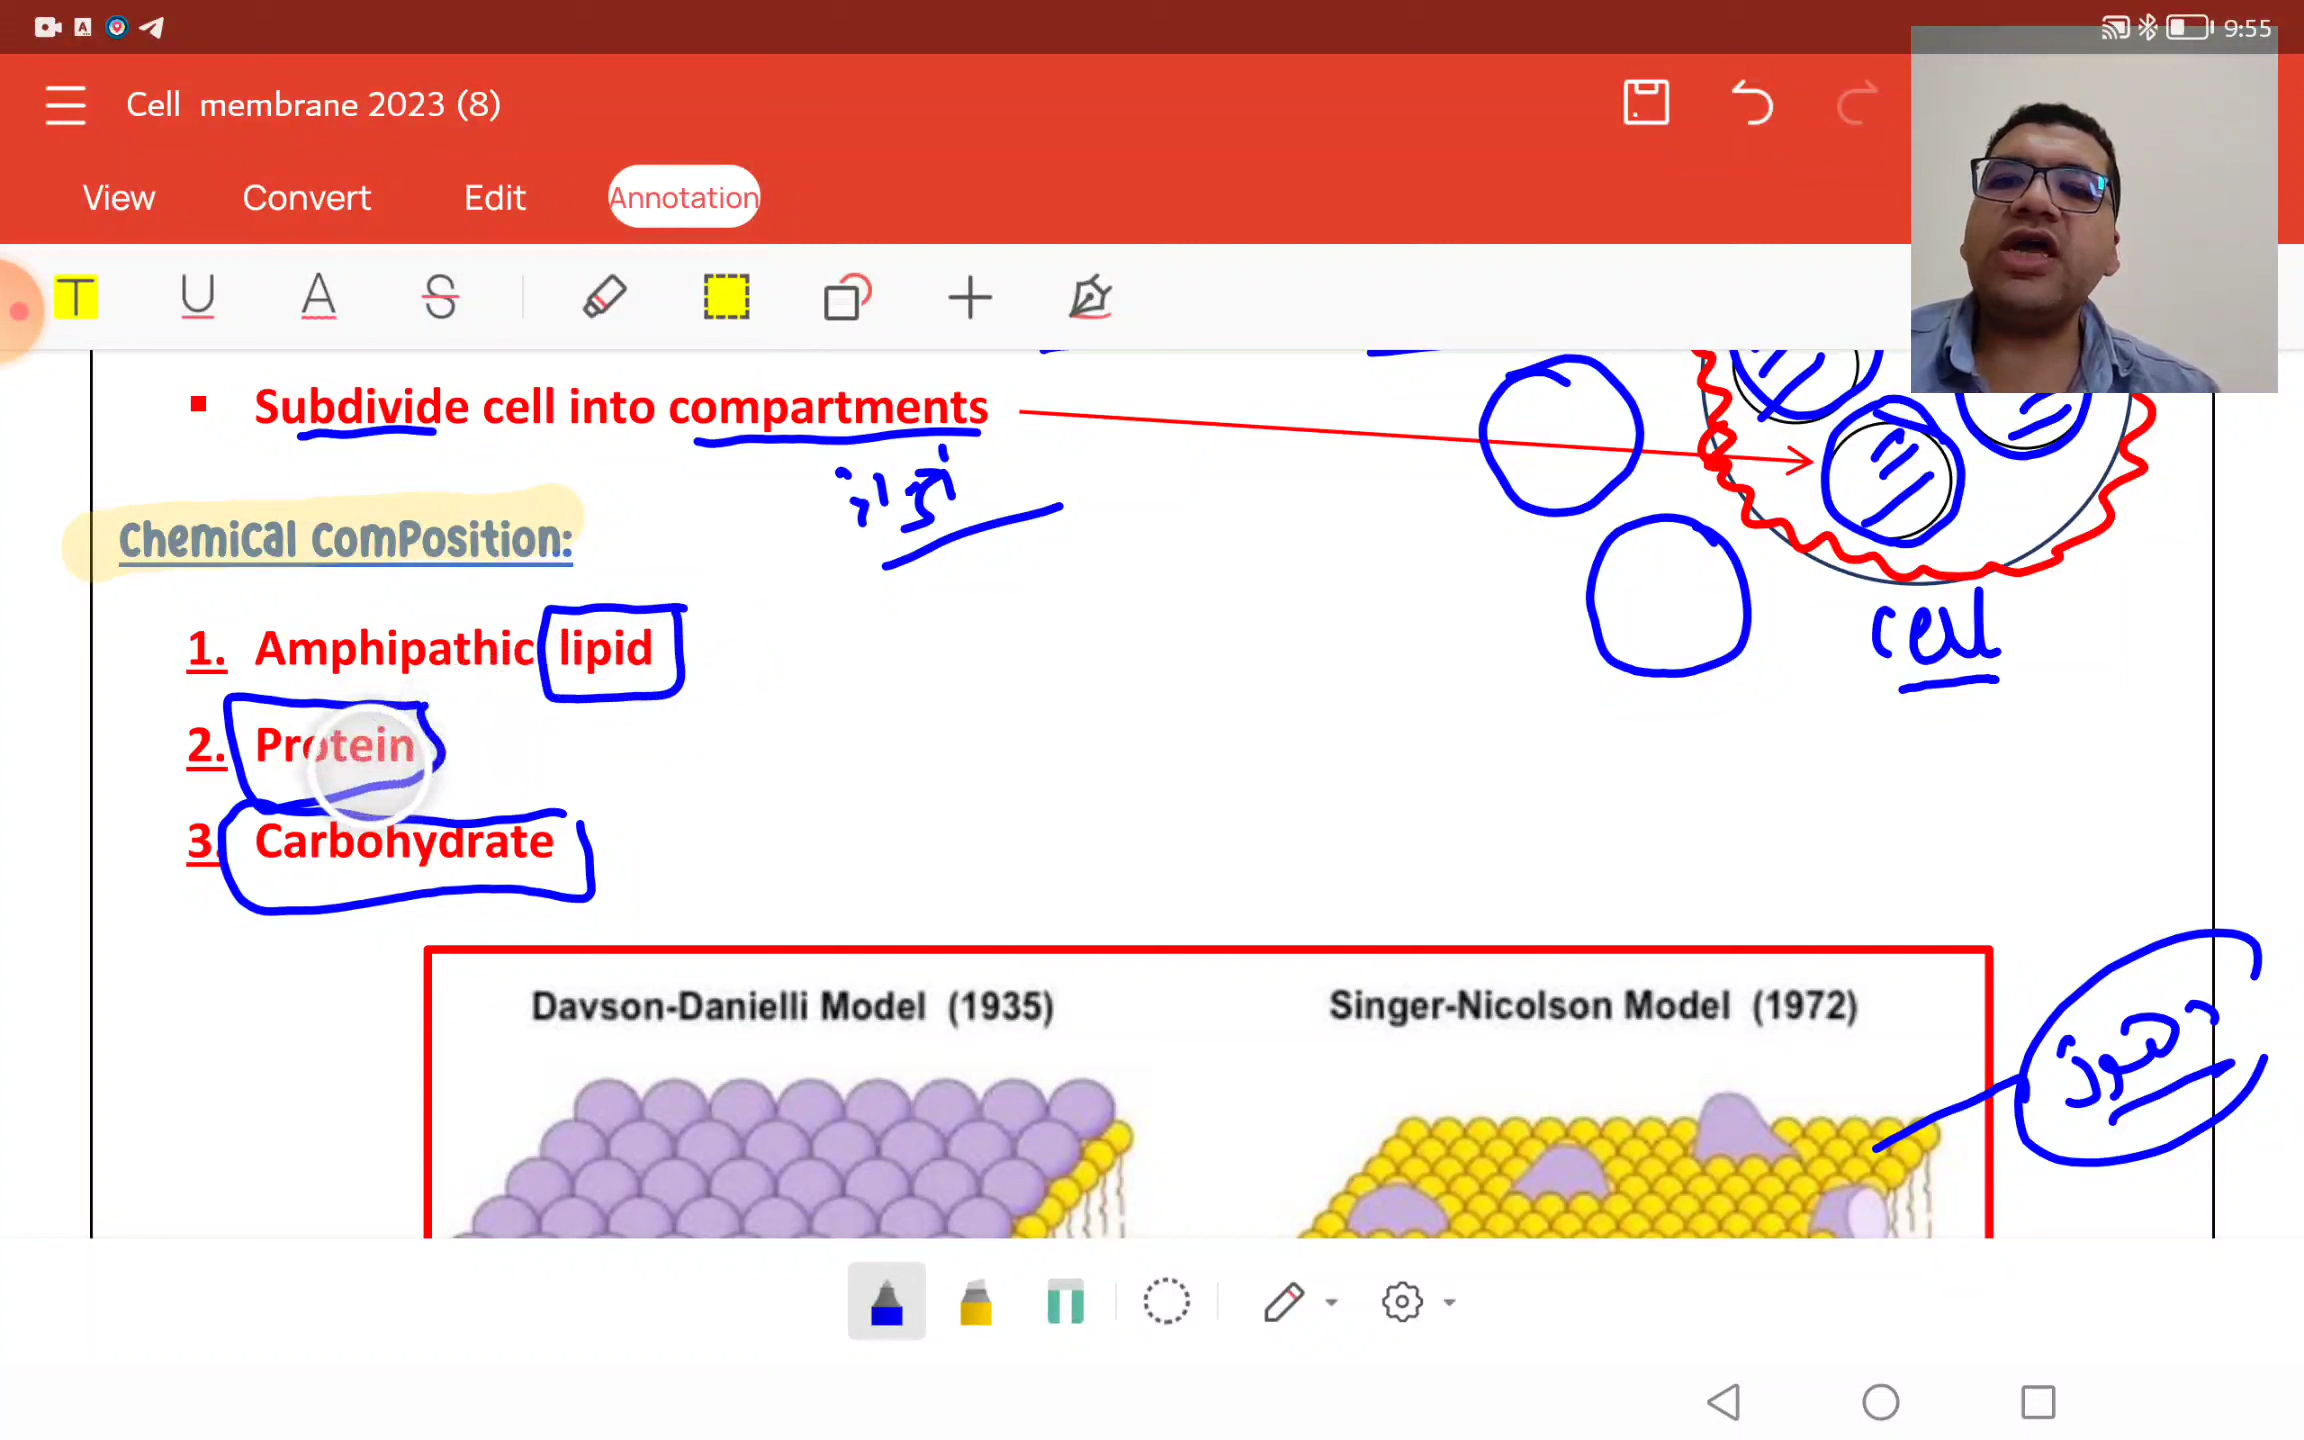 9:55
Cell membrane 2023 (8)
View Convert Edit Annotation
Subdivide cell into compartments
Chemical Composition:
1. Amphipathic lipid
cell
2. Protein
3. Carbohydrate
Davson-Danielli Model (1935)
Singer-Nicolson Model (1972)